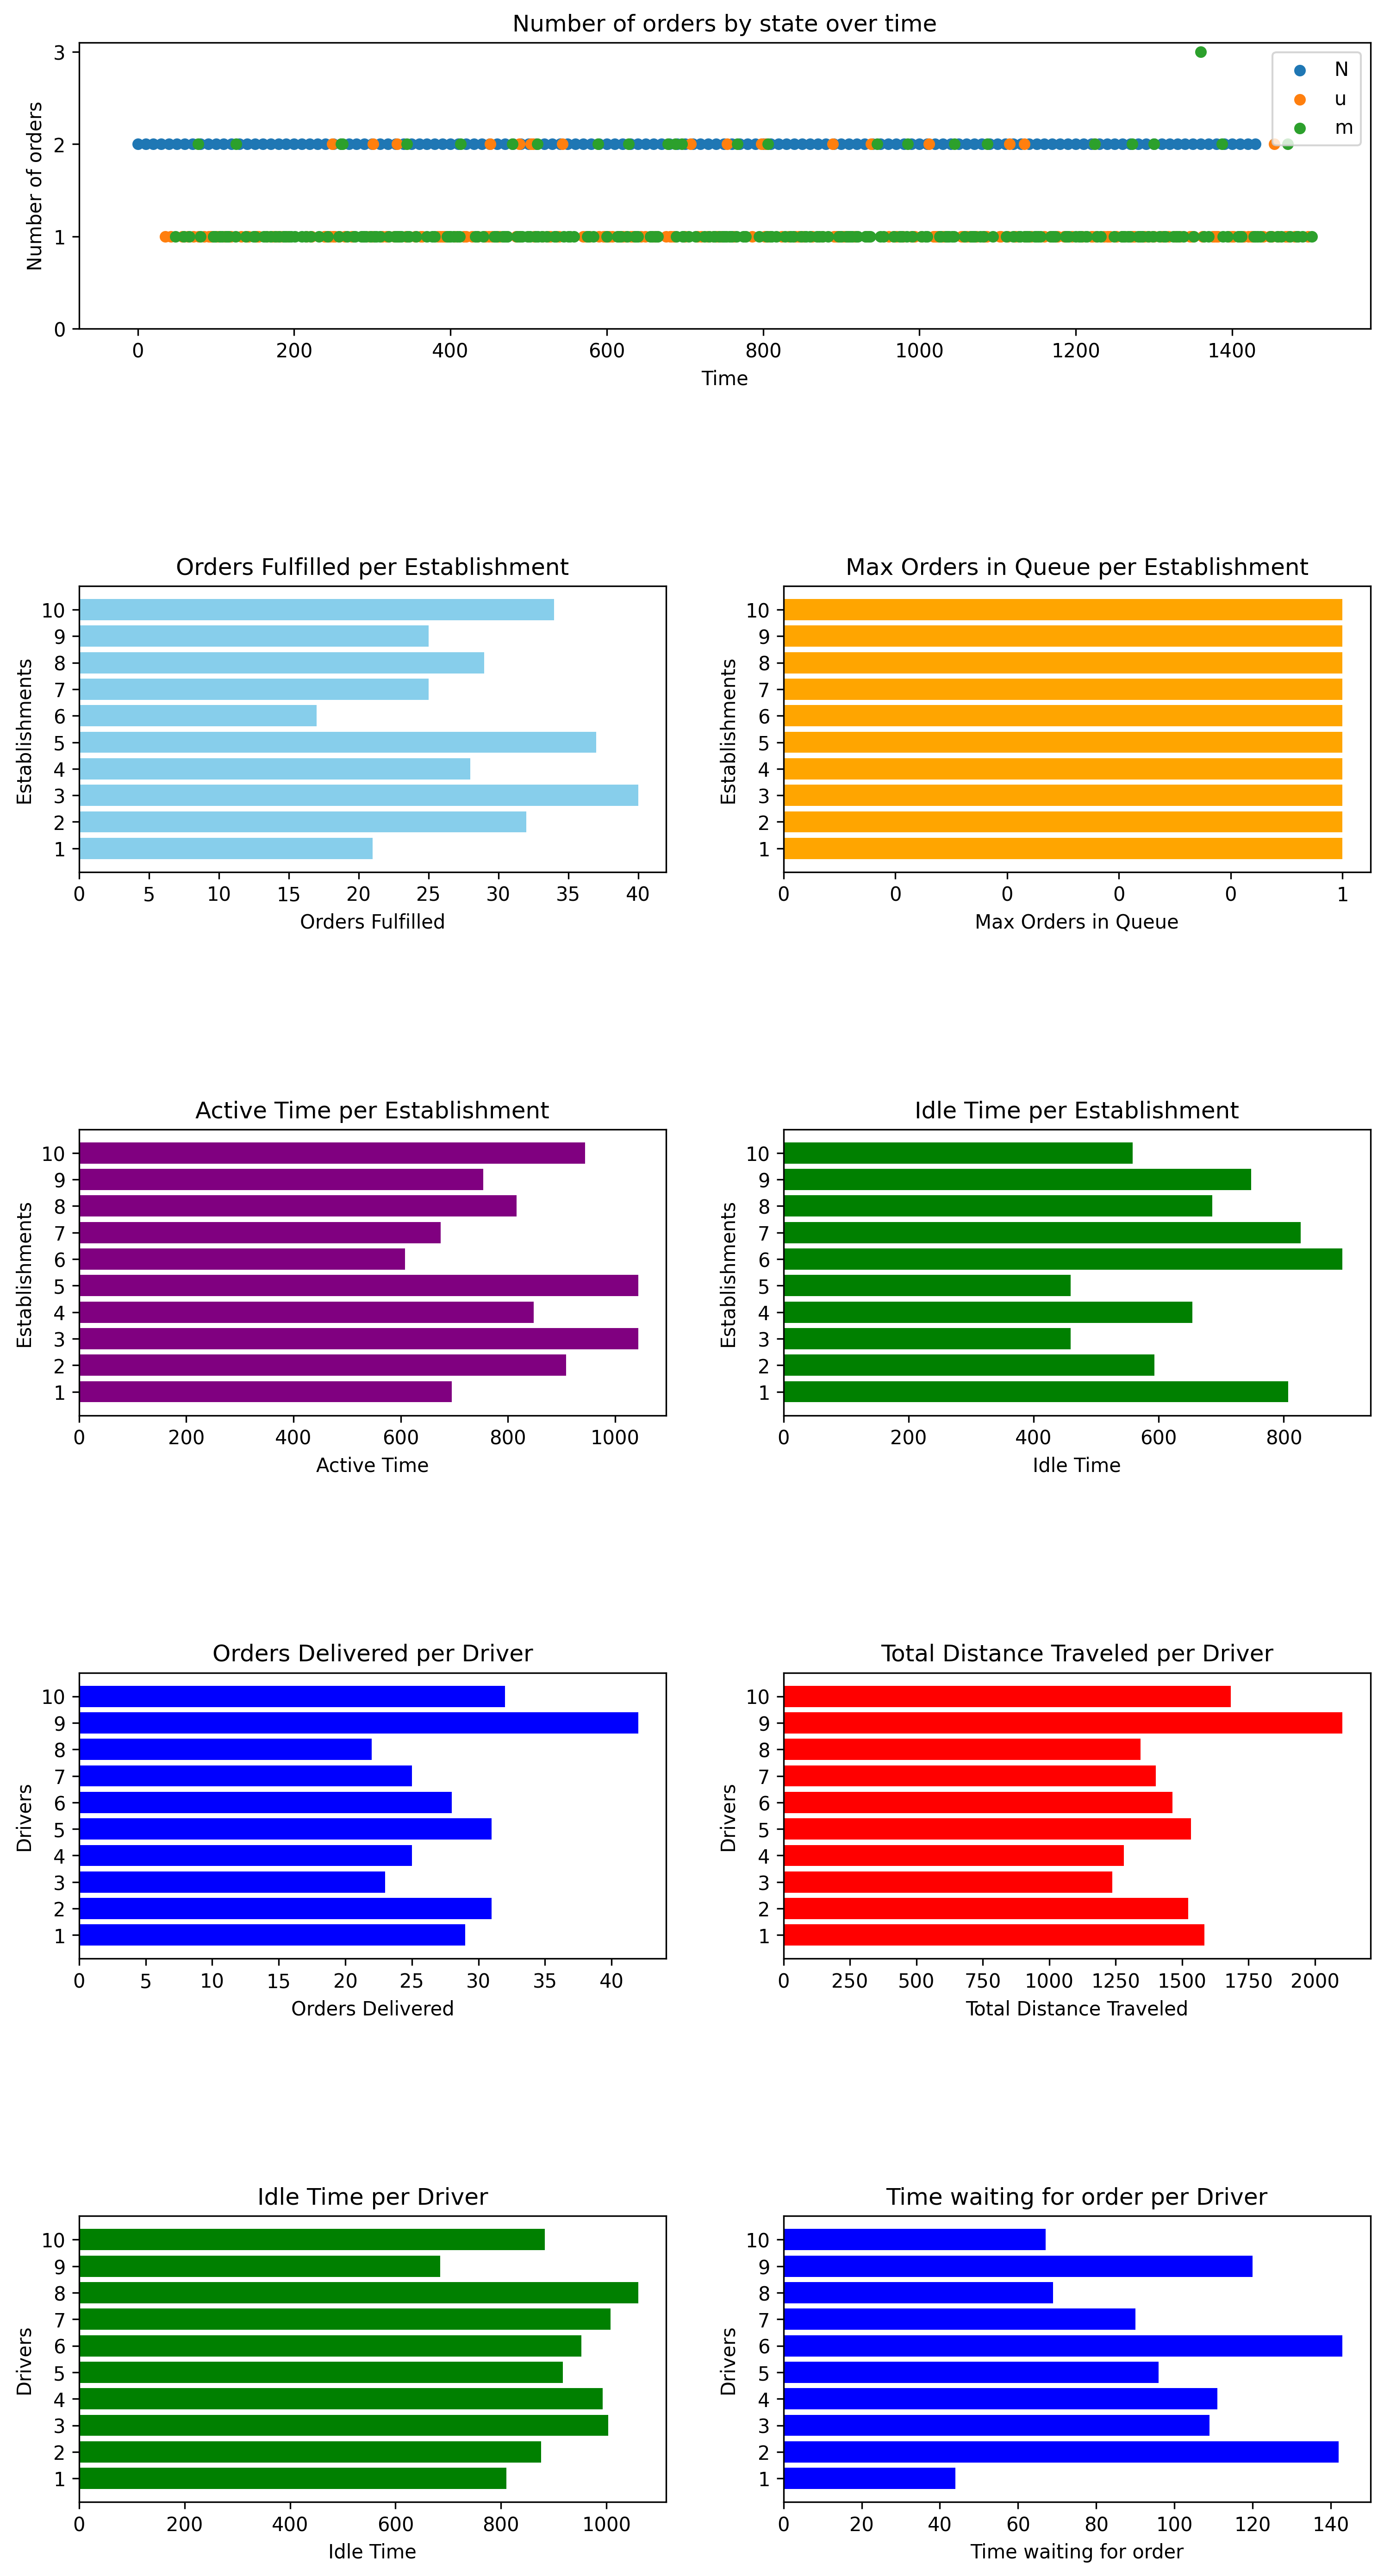 Number of orders by state over time
3
2
1
0
Number of orders
N
u
m
0 200 400 600 800 1000 1200 1400
Time
Orders Fulfilled per Establishment
10
9
8
7
6
5
4
3
2
1
Establishments
0 5 10 15 20 25 30 35 40
Orders Fulfilled
Max Orders in Queue per Establishment
10
9
8
7
6
5
4
3
2
1
Establishments
0 0 0 0 0 1
Max Orders in Queue
Active Time per Establishment
10
9
8
7
6
5
4
3
2
1
Establishments
0 200 400 600 800 1000
Active Time
Idle Time per Establishment
10
9
8
7
6
5
4
3
2
1
Establishments
0 200 400 600 800
Idle Time
Orders Delivered per Driver
10
9
8
7
6
5
4
3
2
1
Drivers
0 5 10 15 20 25 30 35 40
Orders Delivered
Total Distance Traveled per Driver
10
9
8
7
6
5
4
3
2
1
Drivers
0 250 500 750 1000 1250 1500 1750 2000
Total Distance Traveled
Idle Time per Driver
10
9
8
7
6
5
4
3
2
1
Drivers
0 200 400 600 800 1000
Idle Time
Time waiting for order per Driver
10
9
8
7
6
5
4
3
2
1
Drivers
0 20 40 60 80 100 120 140
Time waiting for order